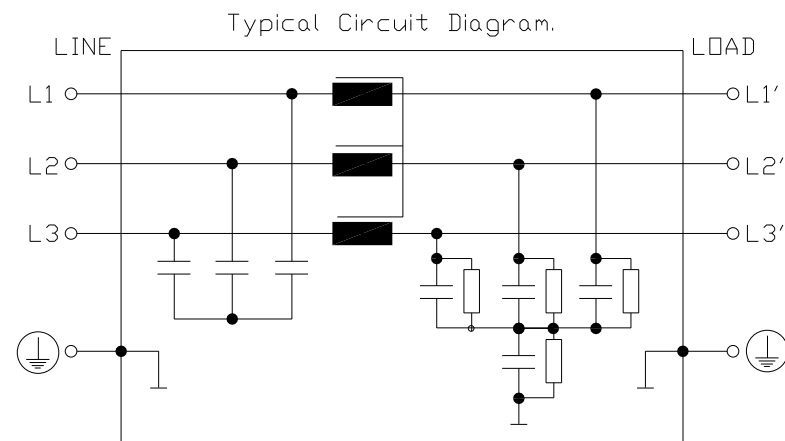 Typical Circuit Diagram.
LINE LOAD
L1 L1'
L2 L2'
L3 L3'